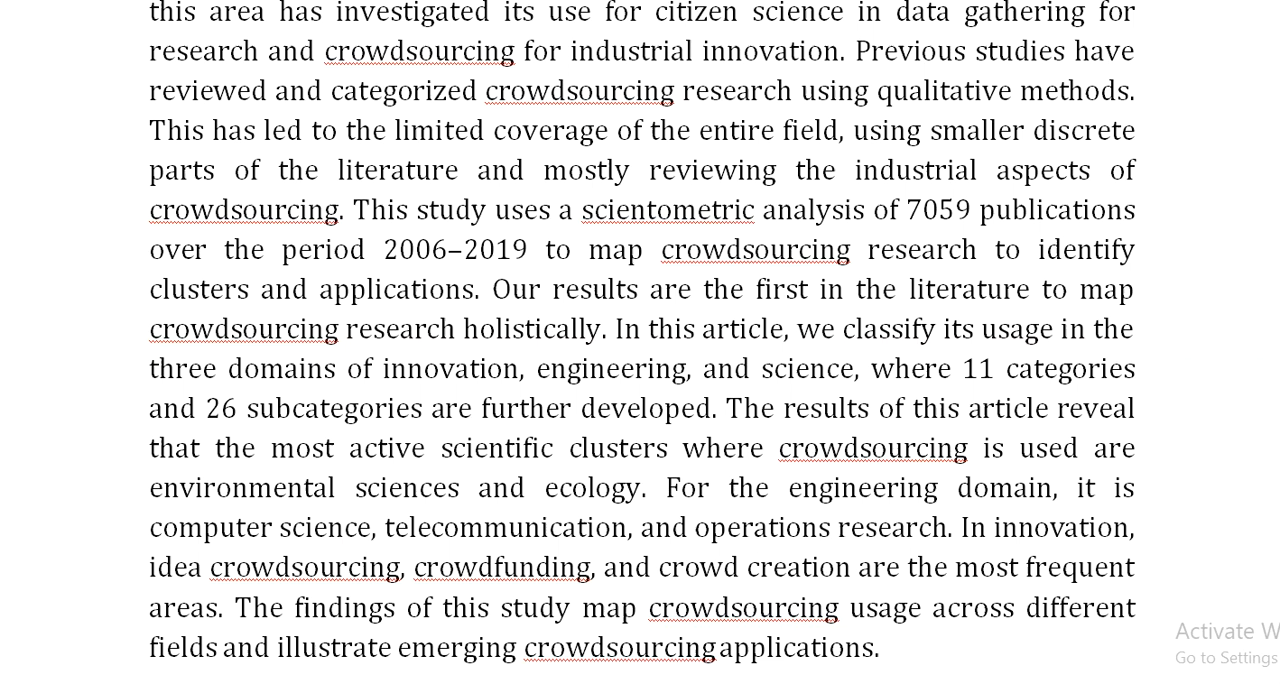 this area has investigated its use for citizen science in data gathering for
research and crowdsourcing for industrial innovation. Previous studies have
reviewed and categorized crowdsourcing research using qualitative methods.
This has led to the limited coverage of the entire field, using smaller discrete
parts of the literature and mostly reviewing the industrial aspects of
crowdsourcing. This study uses a scientometric analysis of 7059 publications
over the period 2006–2019 to map crowdsourcing research to identify
clusters and applications. Our results are the first in the literature to map
crowdsourcing research holistically. In this article, we classify its usage in the
three domains of innovation, engineering, and science, where 11 categories
and 26 subcategories are further developed. The results of this article reveal
that the most active scientific clusters where crowdsourcing is used are
environmental sciences and ecology. For the engineering domain, it is
computer science, telecommunication, and operations research. In innovation,
idea crowdsourcing, crowdfunding, and crowd creation are the most frequent
areas. The findings of this study map crowdsourcing usage across different
fields and illustrate emerging crowdsourcing applications.
Activate W
Go to Settings